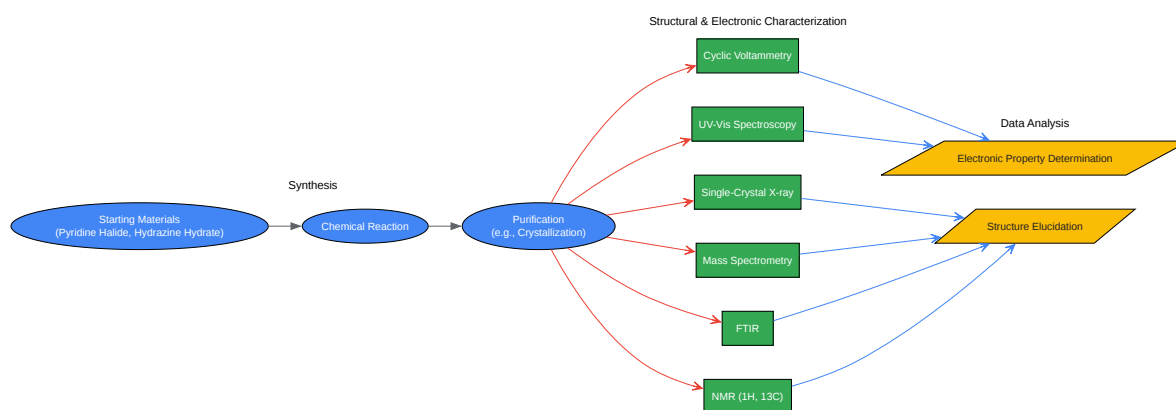 Structural & Electronic Characterization
Cyclic Voltammetry
UV-Vis Spectroscopy
Data Analysis
Electronic Property Determination
Synthesis
Single-Crystal X-ray
Starting Materials
(Pyridine Halide, Hydrazine Hydrate)
Chemical Reaction
Purification
(e.g., Crystallization)
Structure Elucidation
Mass Spectrometry
FTIR
NMR (1H, 13C)